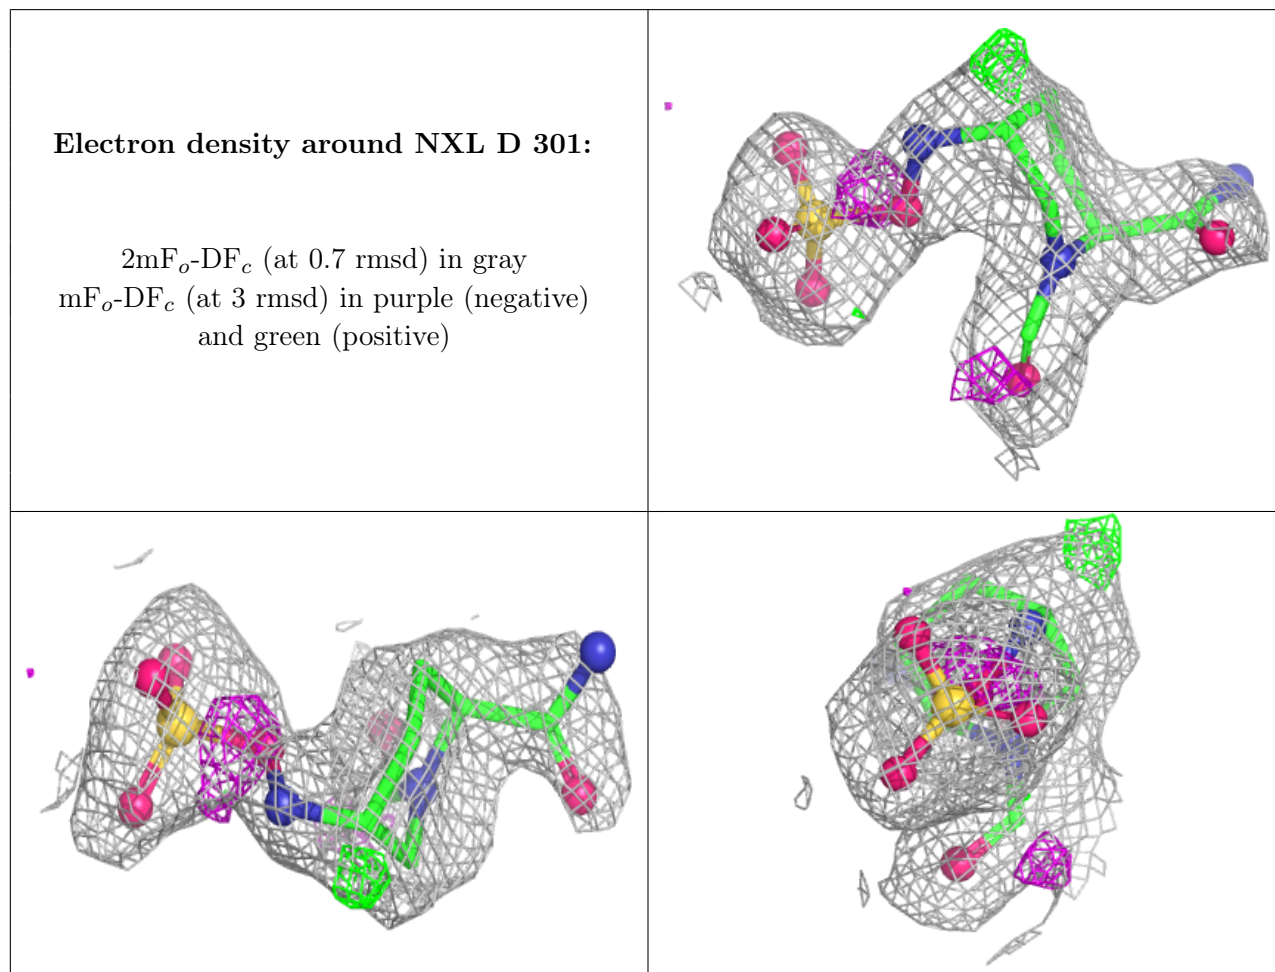 Electron density around NXL D 301:
2mFo-DFc (at 0.7 rmsd) in gray
mFo-DFc (at 3 rmsd) in purple (negative)
and green (positive)